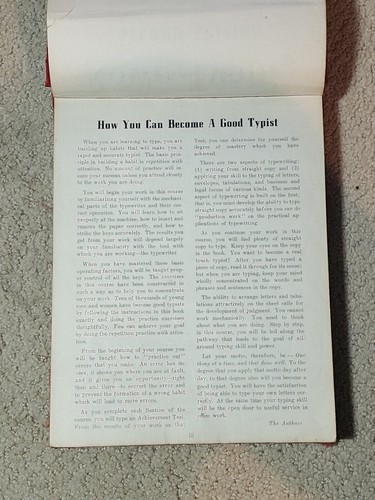 How You Can Become A Good Typist
When you are learning to type, you are
building up habits that will make you a
rapid and accurate typist. The basic prin-
ciple in building a habit is repetition with
attention. No amount of practice will in-
sure your success unless you attend closely
to the work you are doing.
You will begin your work in this course
by familiarizing yourself with the mechani-
cal parts of the typewriter and their cor-
rect operation. You will learn how to sit
properly at the machine, how to insert and
remove the paper correctly, and how to
strike the keys accurately. The results you
get from your work will depend largely
on your familiarity with the tool with
which you are working—the typewriter.
When you have mastered these basic
operating factors, you will be taught prop-
er control of all the keys. The exercises
in this course have been constructed in
such a way as to help you to concentrate
on your work. Tens of thousands of young
men and women have become good typists
by following the instructions in this book
exactly and doing the practice exercises
thoughtfully. You can achieve your goal
by doing the repetition practice with atten-
tion.
From the beginning of your course you
will be taught how to "practice out"
errors that you make. An error has its
uses; it shows you where you are at fault,
and it gives you an opportunity—right
then and there—to correct the error and
to prevent the formation of a wrong habit
which will lead to more errors.
As you complete each Section of the
course you will type an Achievement Test.
From the results of your work on that
Test, you can determine for yourself the
degree of mastery which you have
achieved.
There are two aspects of typewriting:
(1) writing from straight copy and (2)
applying your skill to the typing of letters,
envelopes, tabulations, and business and
legal forms of various kinds. The second
aspect of typewriting is built on the first;
that is, you must develop the ability to type
straight copy accurately before you can do
"production work" on the practical ap-
plications of typewriting.
As you continue your work in this
course, you will find plenty of straight
copy to type. Keep your eyes on the copy
in the book. You want to become a real
touch typist! After you have typed a
piece of copy, read it through for its sense;
but when you are typing, keep your mind
wholly concentrated on the words and
phrases and sentences in the copy.
The ability to arrange letters and tabu-
lations attractively on the sheet calls for
the development of judgment. You cannot
work mechanically. You need to think
about what you are doing. Step by step,
in this course, you will be led along the
pathway that leads to the goal of all-
around typing skill and power.
Let your motto, therefore, be—One
thing at a time, and that done well. To the
degree that you apply that motto day after
day, to that degree also will you become a
good typist. You will have the satisfaction
of being able to type your own letters cor-
rectly. At the same time your typing skill
will be the open door to useful service in
office work.
The Authors